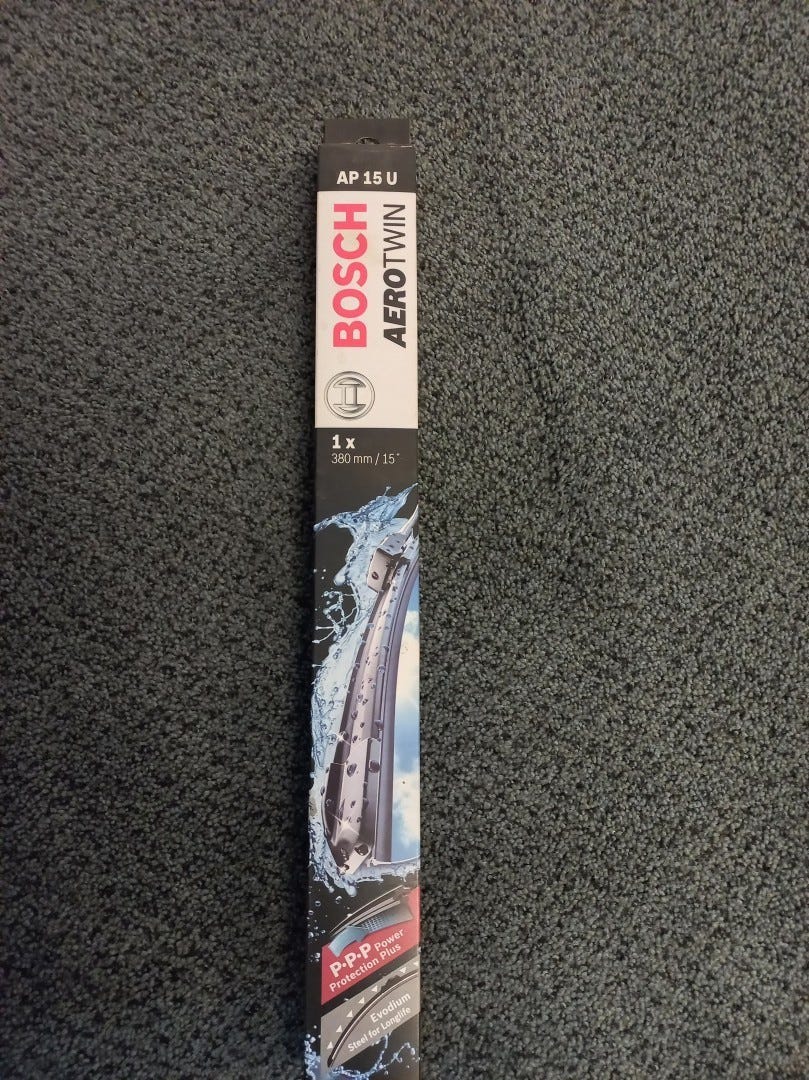 AP 15 U
BOSCH
AEROTWIN
1 x
380 mm / 15"
P·P·P Power
Protection Plus
Evodium
Steel for Longlife